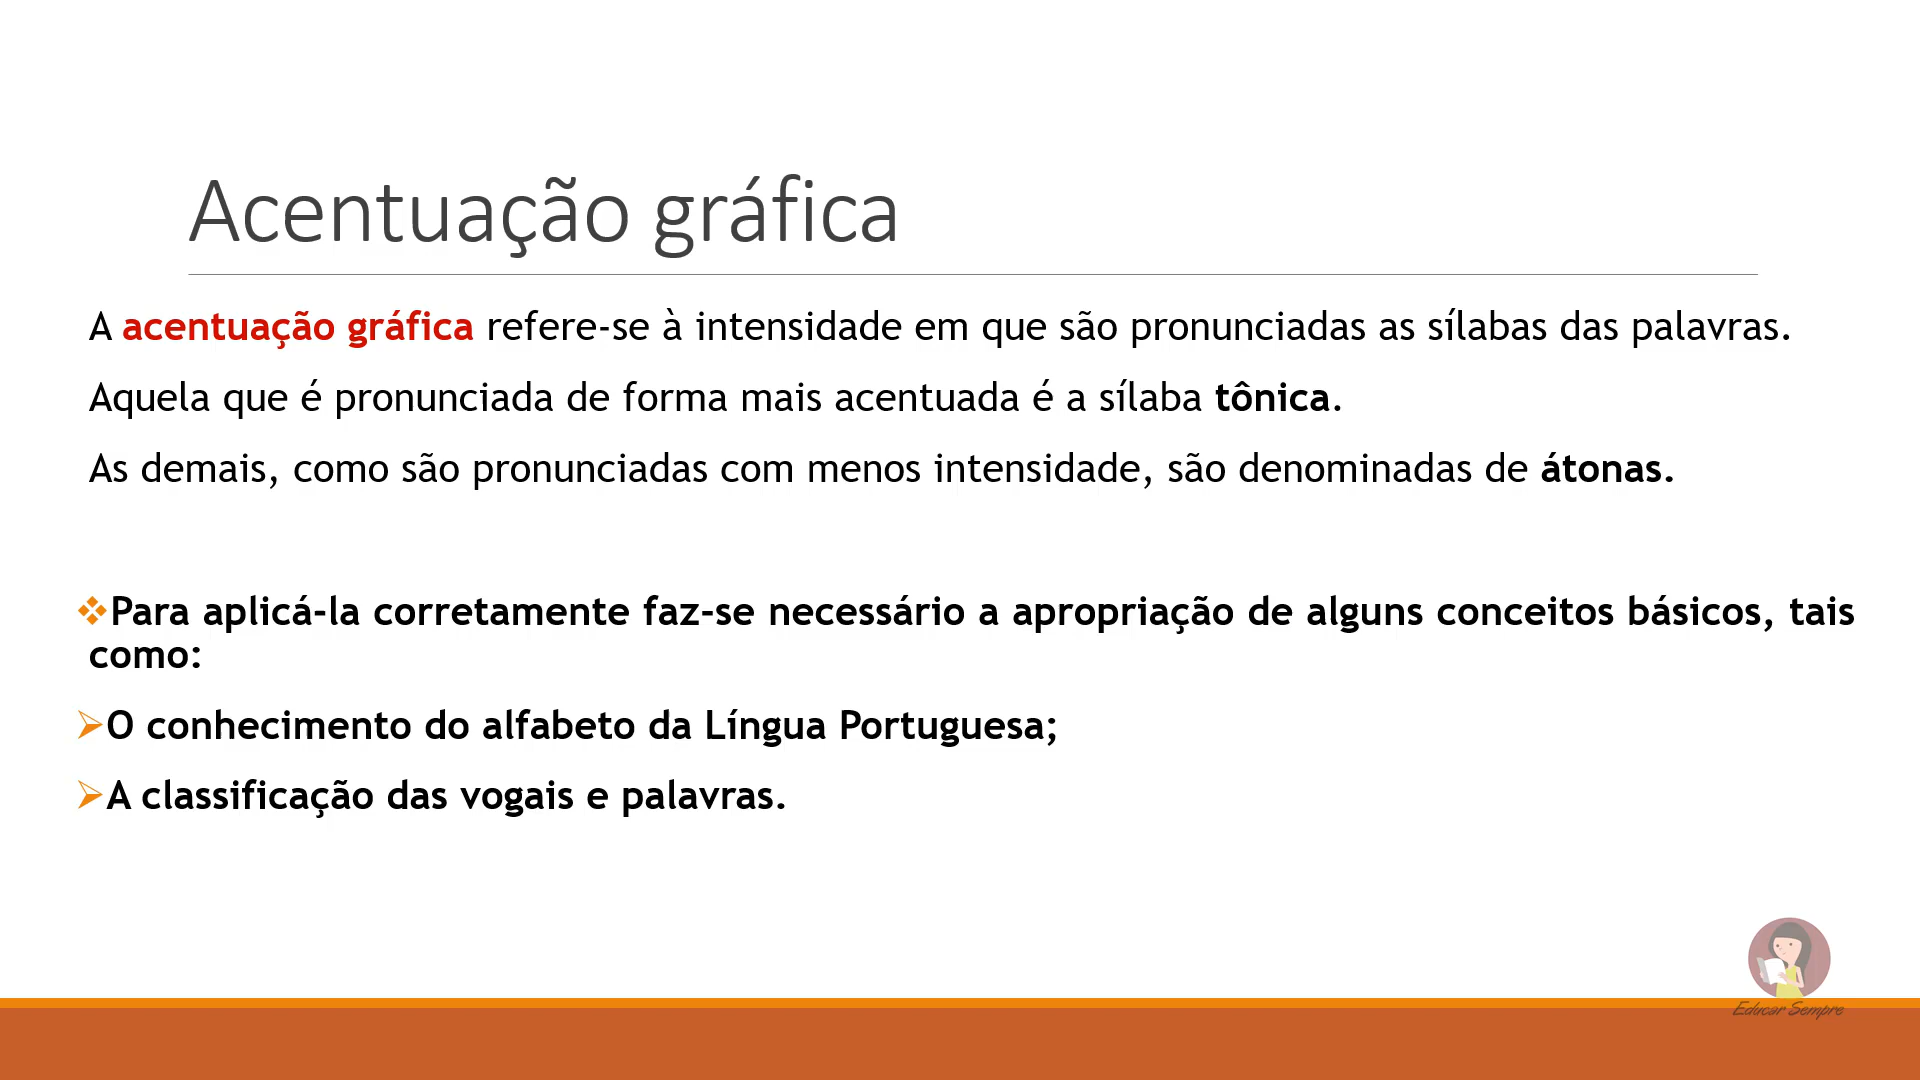 Acentuação gráfica
A acentuação gráfica refere-se à intensidade em que são pronunciadas as sílabas das palavras.
Aquela que é pronunciada de forma mais acentuada é a sílaba tônica.
As demais, como são pronunciadas com menos intensidade, são denominadas de átonas.
Para aplicá-la corretamente faz-se necessário a apropriação de alguns conceitos básicos, tais
como:
O conhecimento do alfabeto da Língua Portuguesa;
A classificação das vogais e palavras.
Educar Sempre